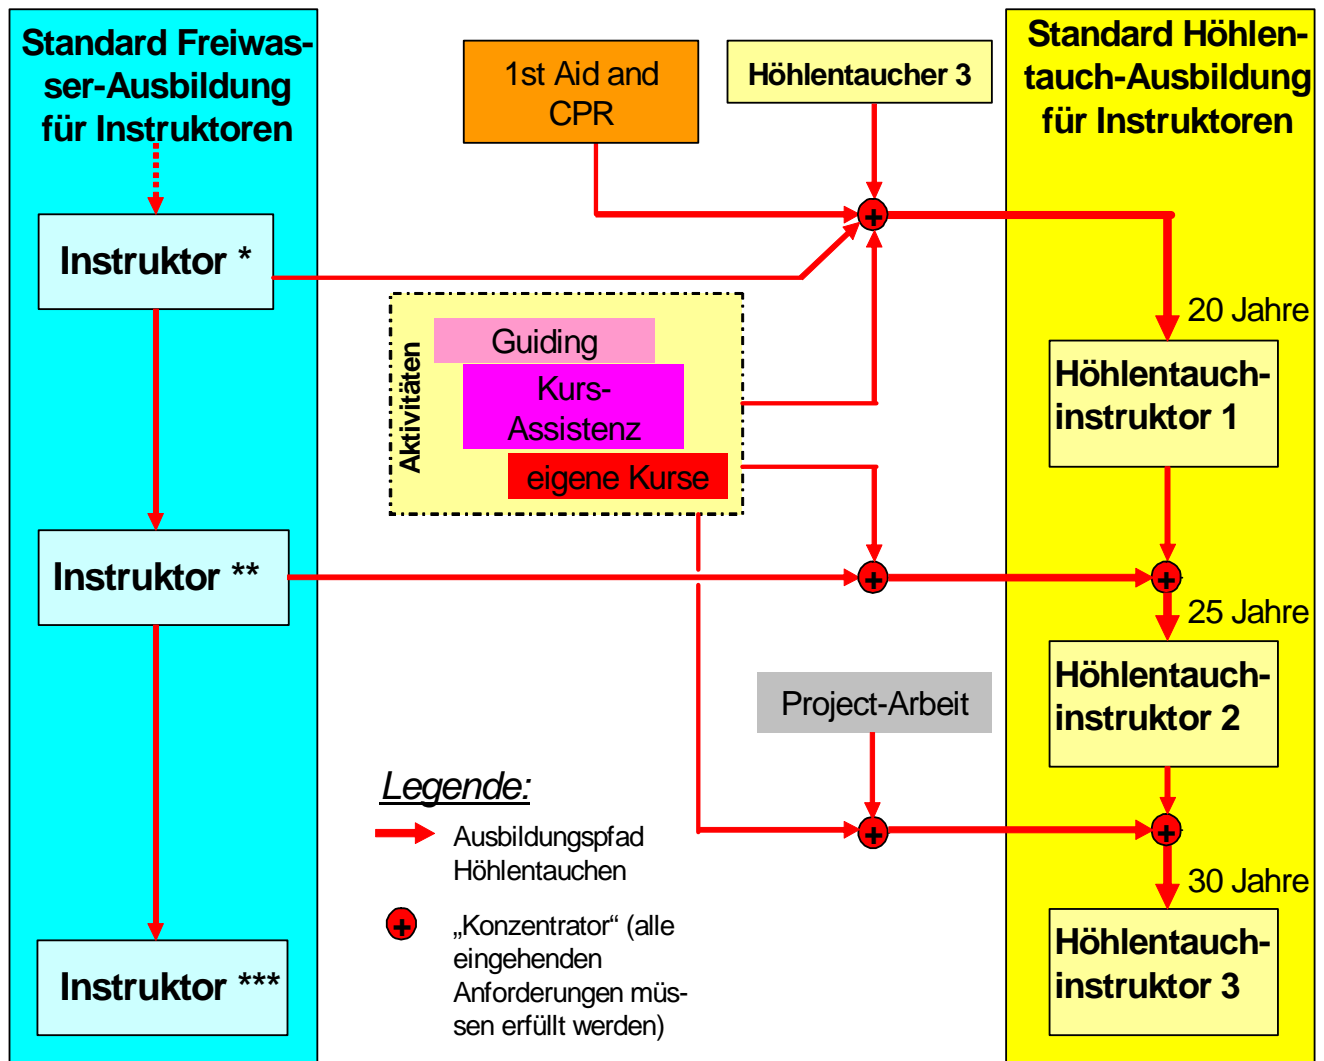 Standard Freiwas-
ser-Ausbildung
für Instruktoren
Instruktor *
Instruktor **
Instruktor ***
1st Aid and
CPR
Höhlentaucher 3
Aktivitäten
Guiding
Kurs-
Assistenz
eigene Kurse
Project-Arbeit
Legende:
Ausbildungspfad
Höhlentauchen
„Konzentrator“ (alle
eingehenden
Anforderungen müs-
sen erfüllt werden)
Standard Höhlen-
tauch-Ausbildung
für Instruktoren
20 Jahre
Höhlentauch-
instruktor 1
25 Jahre
Höhlentauch-
instruktor 2
30 Jahre
Höhlentauch-
instruktor 3